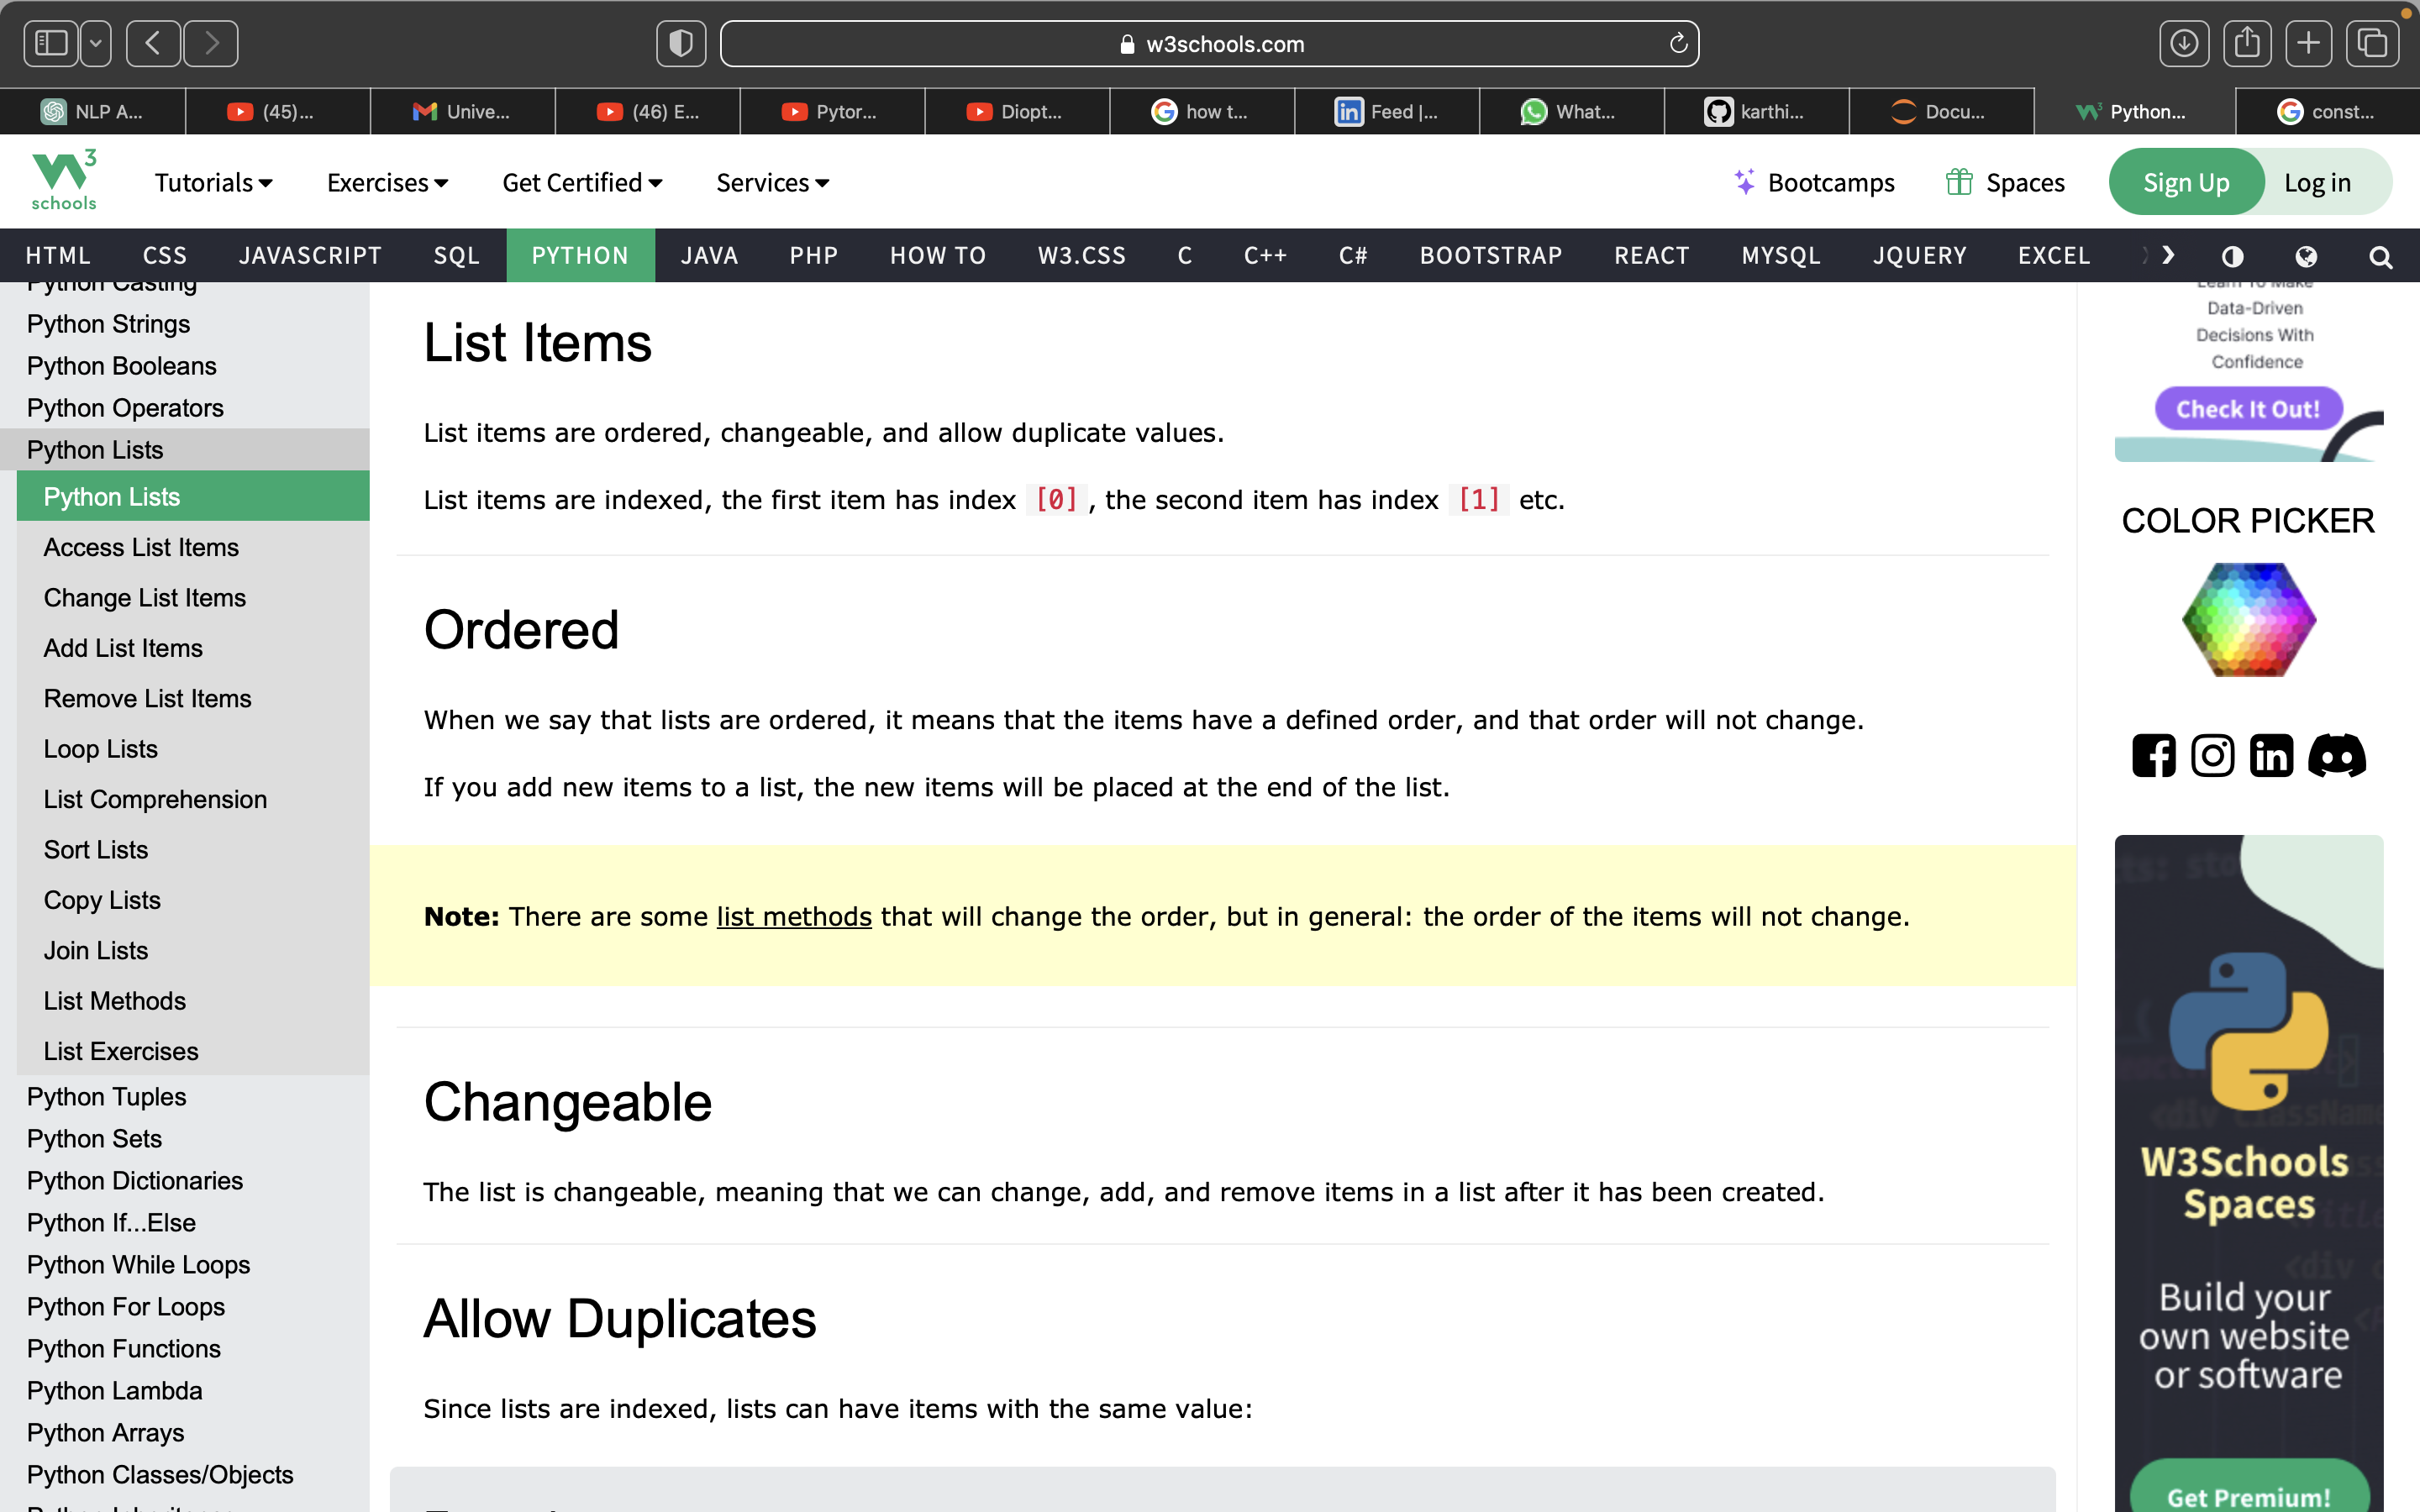 w3schools.com
NLP A...
(45)...
Unive...
(46) E...
Pytor...
Diopt...
how t...
Feed |...
What...
karthi...
Docu...
Python...
const...
W3
schools
Tutorials
Exercises
Get Certified
Services
Bootcamps
Spaces
Sign Up
Log in
HTML
CSS
JAVASCRIPT
SQL
PYTHON
JAVA
PHP
HOW TO
W3.CSS
C
C++
C#
BOOTSTRAP
REACT
MYSQL
JQUERY
EXCEL
Python Casting
Python Strings
Python Booleans
Python Operators
Python Lists
Python Lists
Access List Items
Change List Items
Add List Items
Remove List Items
Loop Lists
List Comprehension
Sort Lists
Copy Lists
Join Lists
List Methods
List Exercises
Python Tuples
Python Sets
Python Dictionaries
Python If...Else
Python While Loops
Python For Loops
Python Functions
Python Lambda
Python Arrays
Python Classes/Objects
List Items
List items are ordered, changeable, and allow duplicate values.
List items are indexed, the first item has index [0], the second item has index [1] etc.
Ordered
When we say that lists are ordered, it means that the items have a defined order, and that order will not change.
If you add new items to a list, the new items will be placed at the end of the list.
Note: There are some list methods that will change the order, but in general: the order of the items will not change.
Changeable
The list is changeable, meaning that we can change, add, and remove items in a list after it has been created.
Allow Duplicates
Since lists are indexed, lists can have items with the same value:
Learn To Make
Data-Driven
Decisions With
Confidence
Check It Out!
COLOR PICKER
W3Schools
Spaces
Build your
own website
or software
Get Premium!